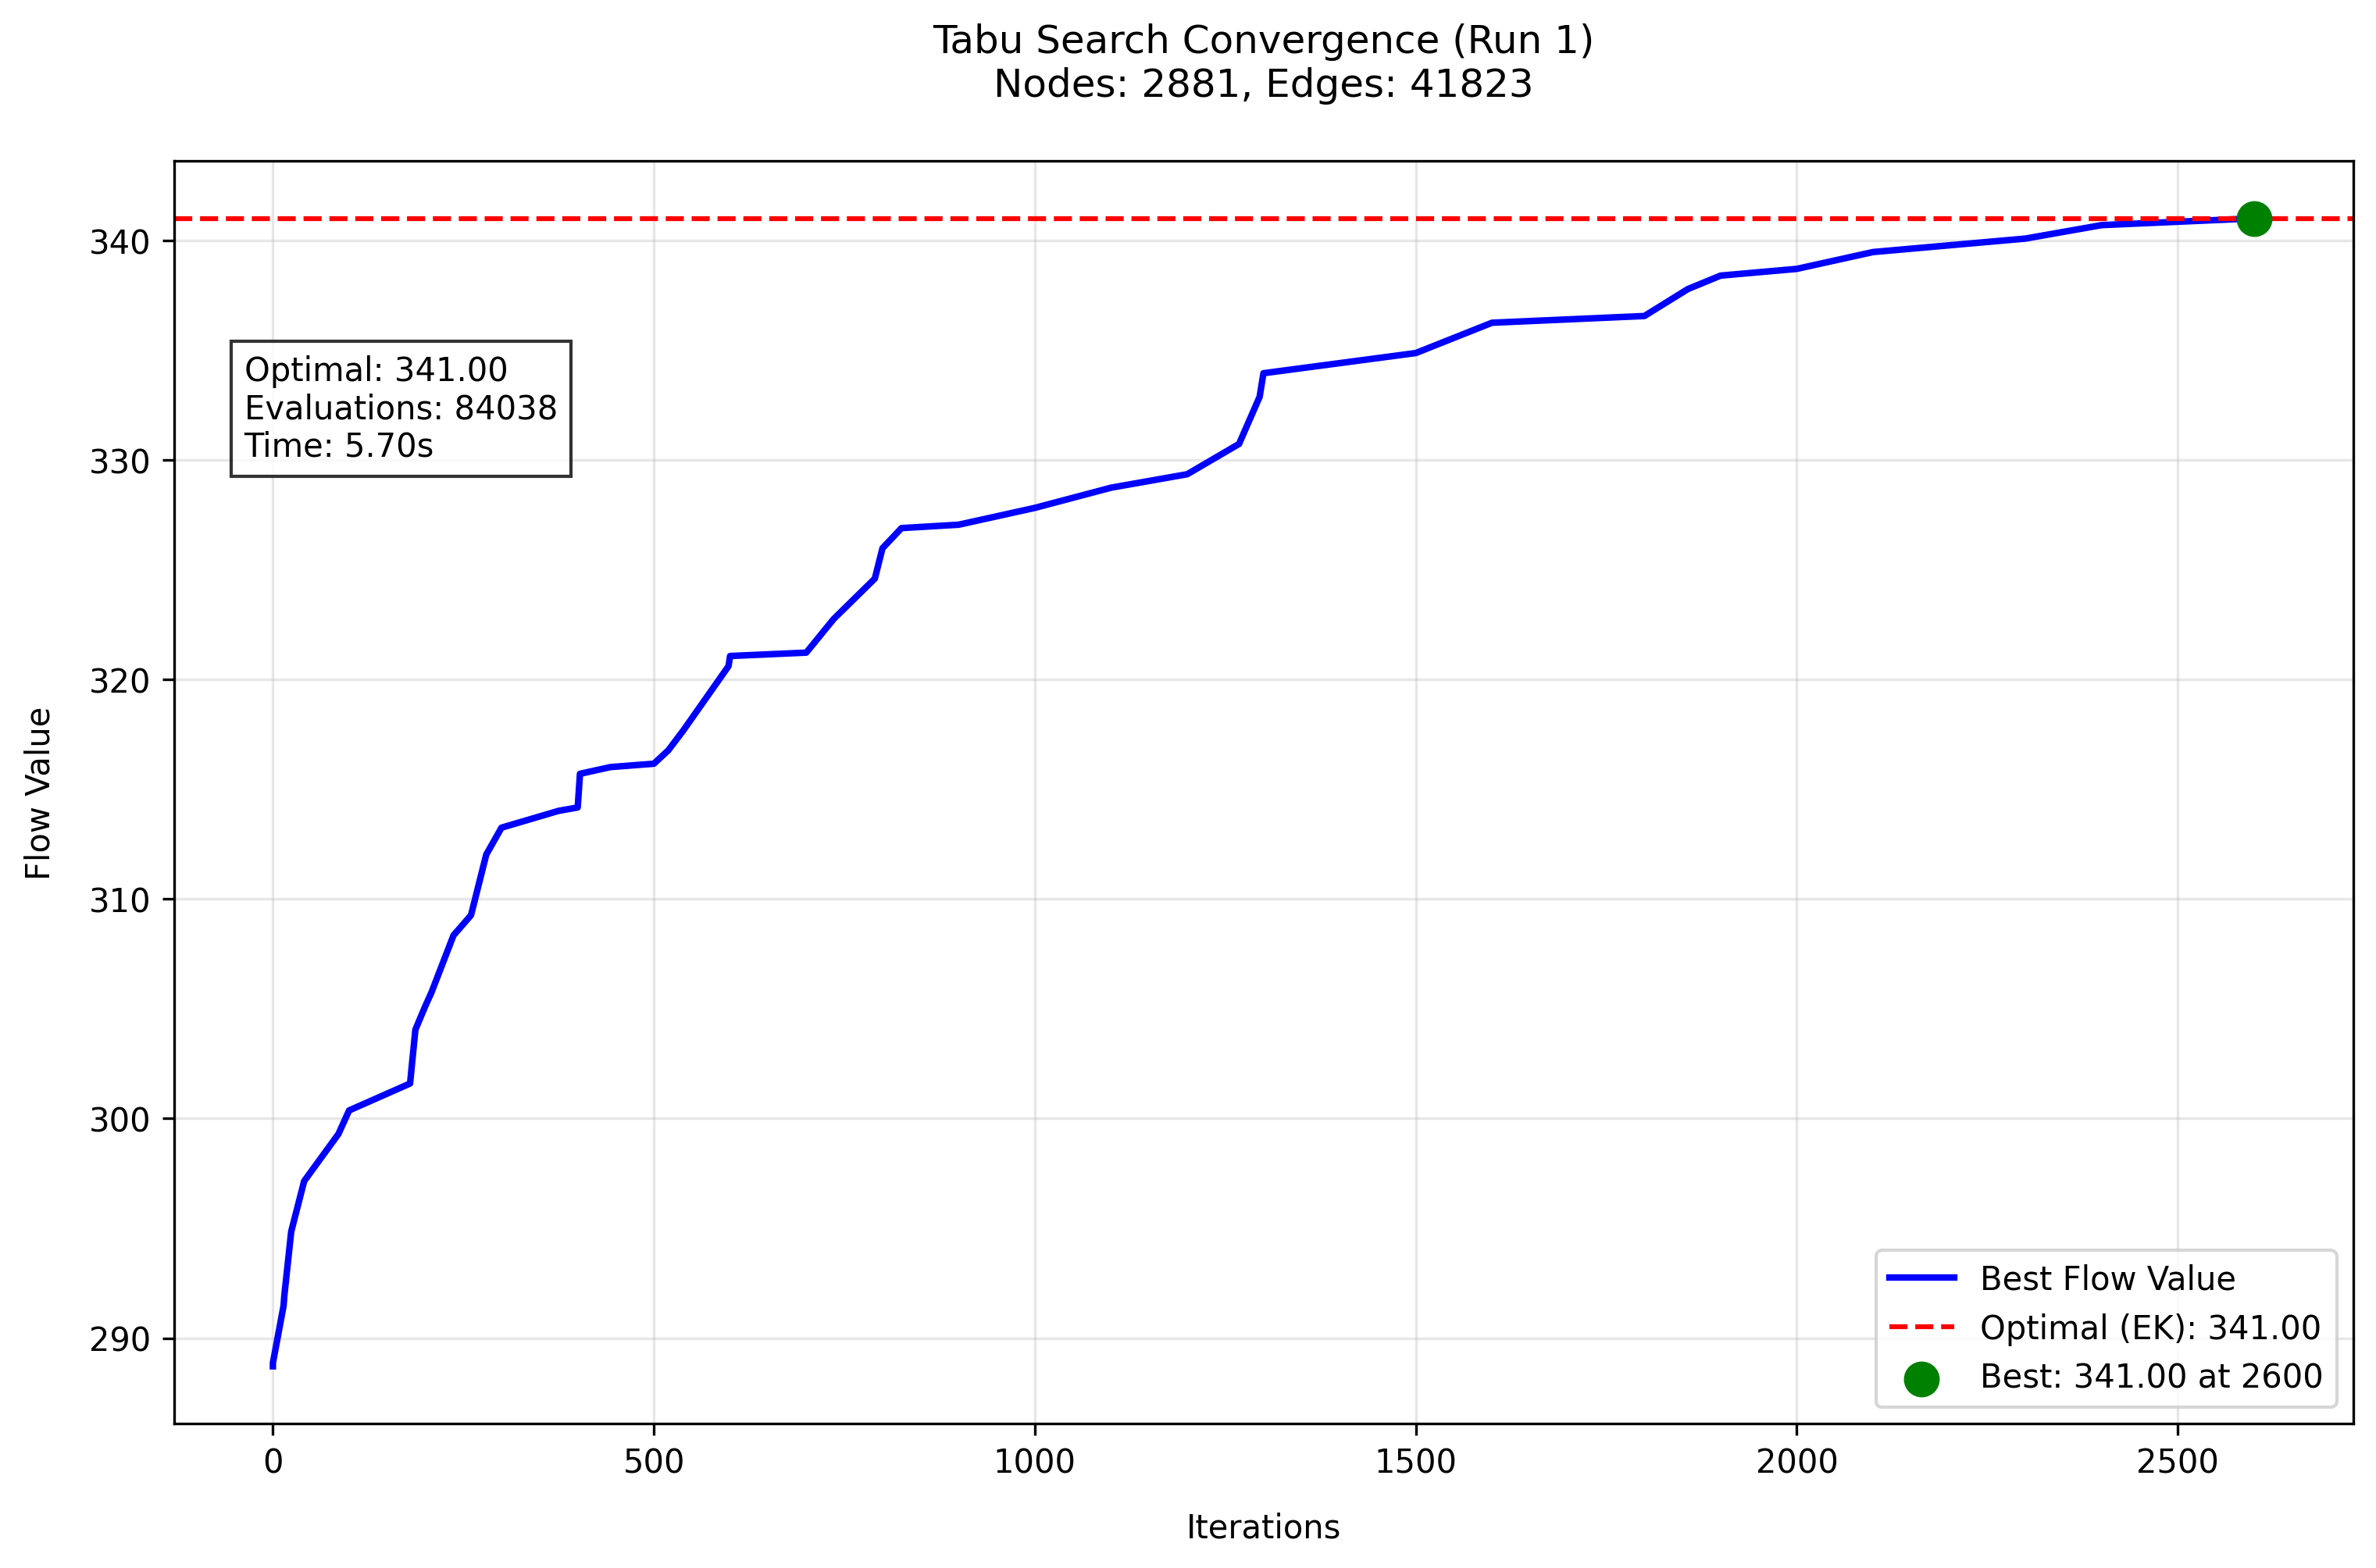 Tabu Search Convergence (Run 1)
Nodes: 2881, Edges: 41823
340
330
320
310
300
290
Flow Value
Optimal: 341.00
Evaluations: 84038
Time: 5.70s
Best Flow Value
Optimal (EK): 341.00
Best: 341.00 at 2600
0 500 1000 1500 2000 2500
Iterations